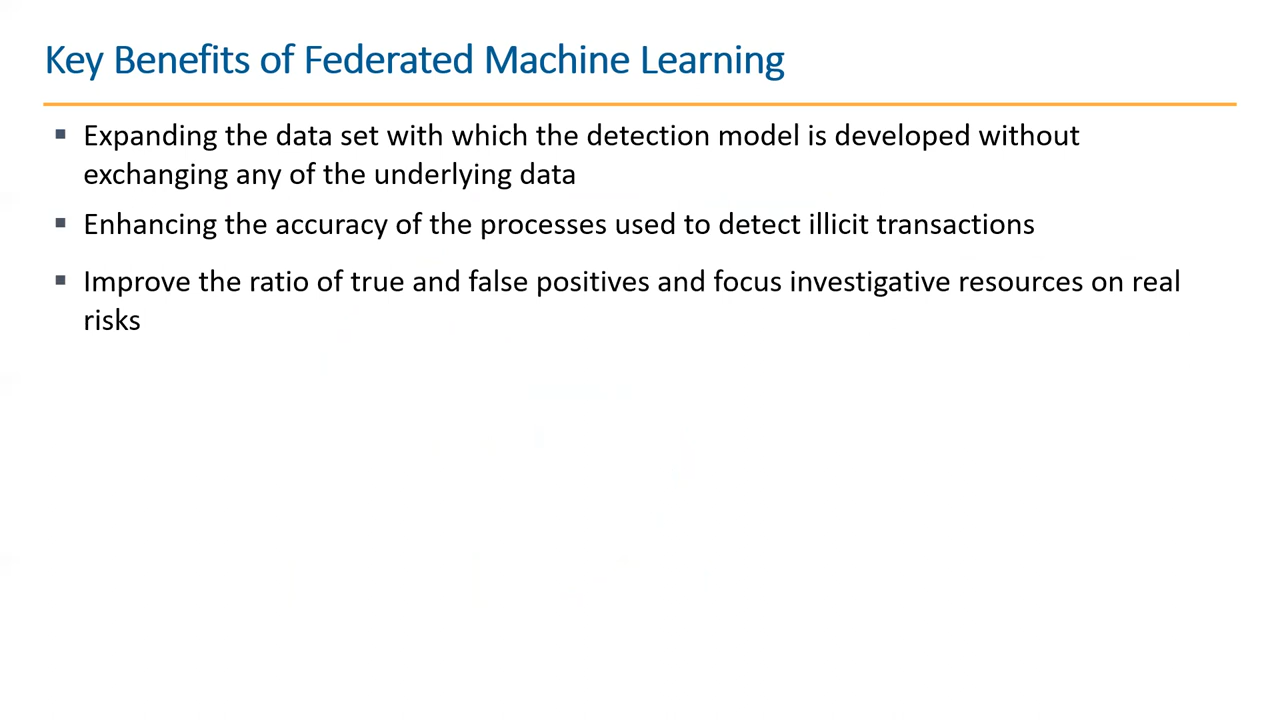 Key Benefits of Federated Machine Learning
▪ Expanding the data set with which the detection model is developed without
exchanging any of the underlying data
▪ Enhancing the accuracy of the processes used to detect illicit transactions
▪ Improve the ratio of true and false positives and focus investigative resources on real
risks